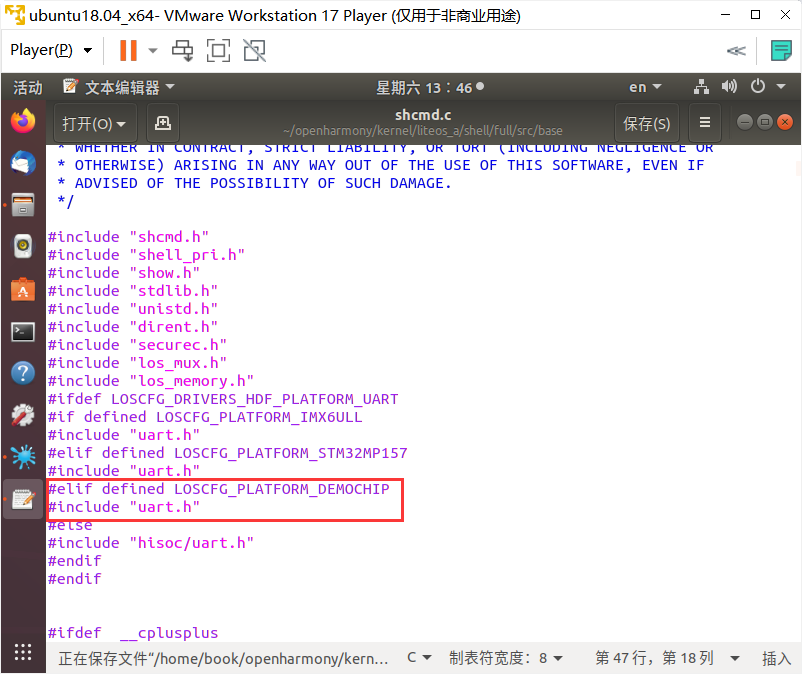 ubuntu18.04_x64- VMware Workstation 17 Player (仅用于非商业用途)
Player(P)
活动
文本编辑器
星期六 13：46
en
打开(O)
shcmd.c
~/openharmony/kernel/liteos_a/shell/full/src/base
保存(S)
* WHETHER IN CONTRACT, STRICT LIABILITY, OR TORT (INCLUDING NEGLIGENCE OR
* OTHERWISE) ARISING IN ANY WAY OUT OF THE USE OF THIS SOFTWARE, EVEN IF
* ADVISED OF THE POSSIBILITY OF SUCH DAMAGE.
*/
#include "shcmd.h"
#include "shell_pri.h"
#include "show.h"
#include "stdlib.h"
#include "unistd.h"
#include "dirent.h"
#include "securec.h"
#include "los_mux.h"
#include "los_memory.h"
#ifdef LOSCFG_DRIVERS_HDF_PLATFORM_UART
#if defined LOSCFG_PLATFORM_IMX6ULL
#include "uart.h"
#elif defined LOSCFG_PLATFORM_STM32MP157
#include "uart.h"
#elif defined LOSCFG_PLATFORM_DEMOCHIP
#include "uart.h"
#else
#include "hisoc/uart.h"
#endif
#endif
#ifdef  __cplusplus
正在保存文件“/home/book/openharmony/kern…
C
制表符宽度：8
第 47 行，第 18 列
插入